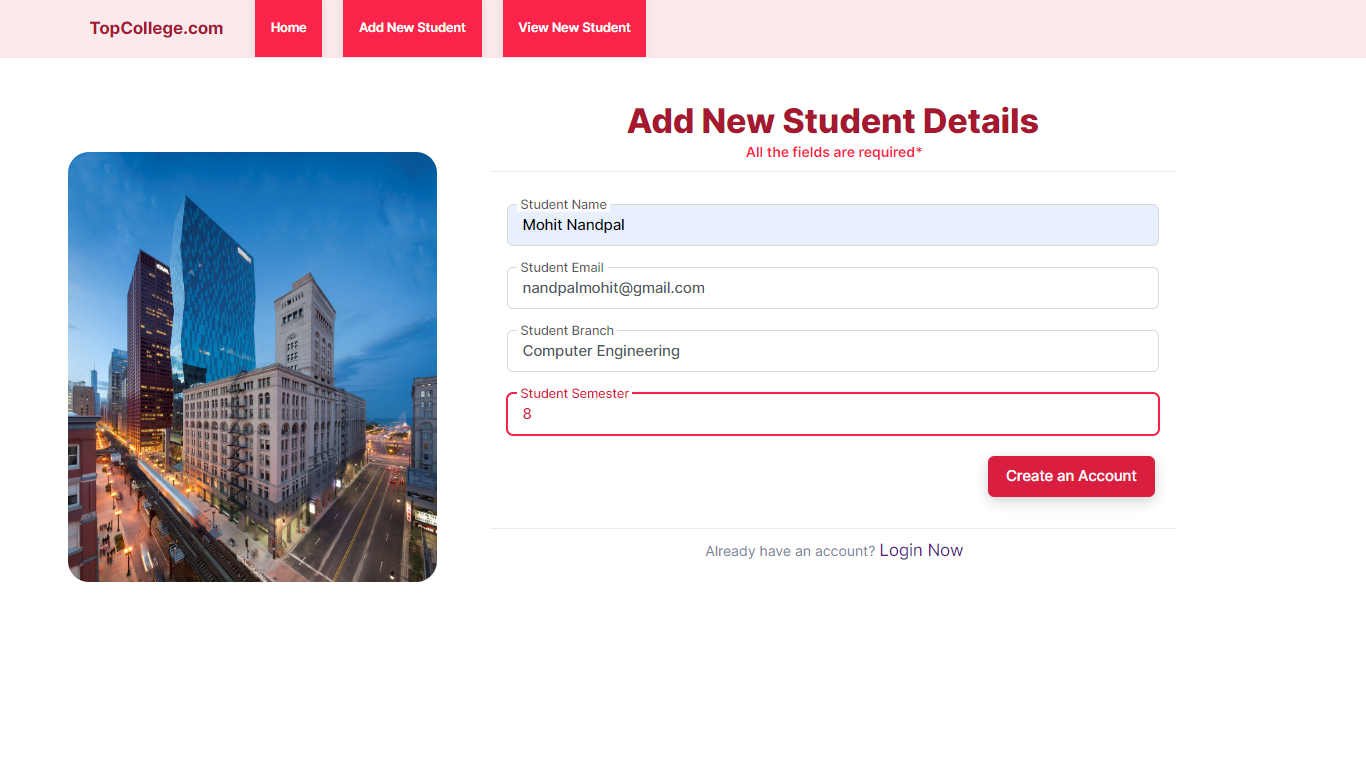 TopCollege.com Home Add New Student View New Student
Add New Student Details
All the fields are required*
Student Name
Mohit Nandpal
Student Email
nandpalmohit@gmail.com
Student Branch
Computer Engineering
Student Semester
8
Create an Account
Already have an account? Login Now